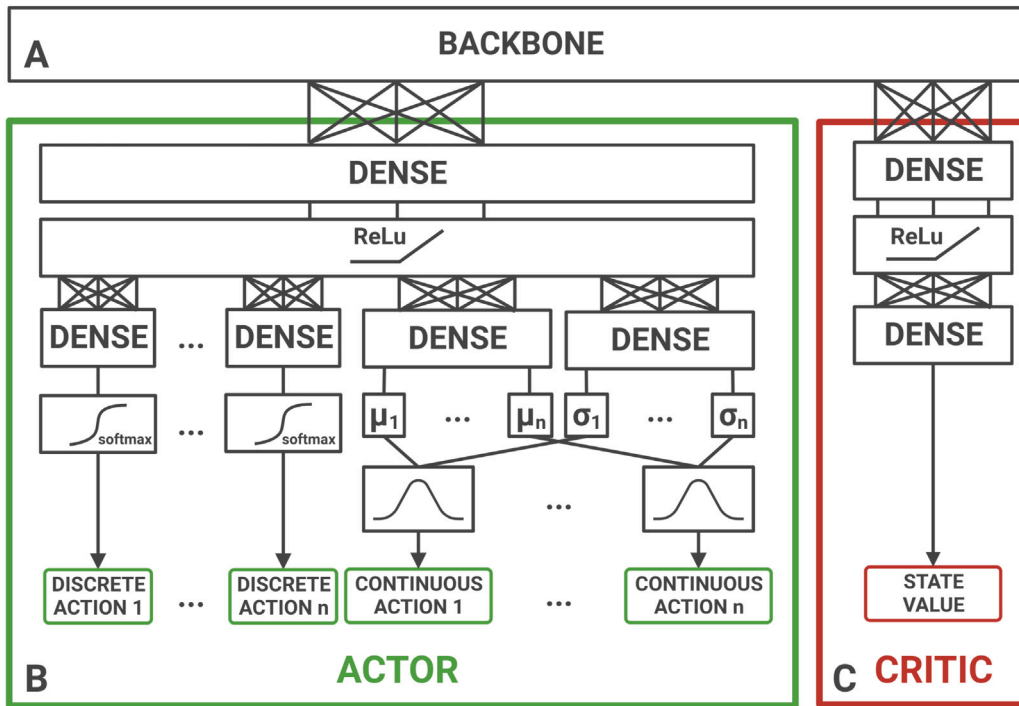 A
BACKBONE
DENSE
DENSE
ReLu
ReLu
DENSE
...
DENSE
DENSE
DENSE
DENSE
μ1
...
μn
σ1
...
σn
softmax
...
softmax
...
DISCRETE
ACTION 1
...
DISCRETE
ACTION n
CONTINUOUS
ACTION 1
...
CONTINUOUS
ACTION n
STATE
VALUE
B
ACTOR
C
CRITIC